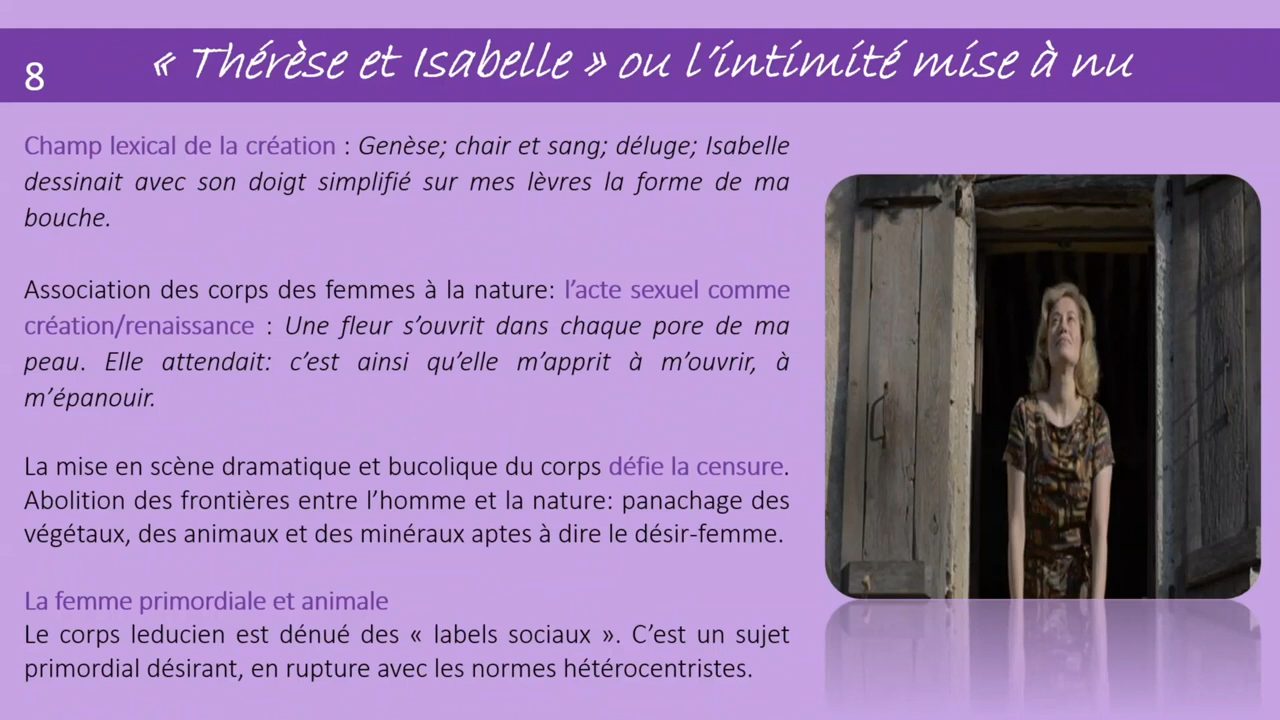 8
« Thérèse et Isabelle » ou l’intimité mise à nu
Champ lexical de la création : Genèse; chair et sang; déluge; Isabelle
dessinait avec son doigt simplifié sur mes lèvres la forme de ma
bouche.
Association des corps des femmes à la nature: l’acte sexuel comme
création/renaissance : Une fleur s’ouvrit dans chaque pore de ma
peau. Elle attendait: c’est ainsi qu’elle m’apprit à m’ouvrir, à
m’épanouir.
La mise en scène dramatique et bucolique du corps défie la censure.
Abolition des frontières entre l’homme et la nature: panachage des
végétaux, des animaux et des minéraux aptes à dire le désir-femme.
La femme primordiale et animale
Le corps leducien est dénué des « labels sociaux ». C’est un sujet
primordial désirant, en rupture avec les normes hétérocentristes.